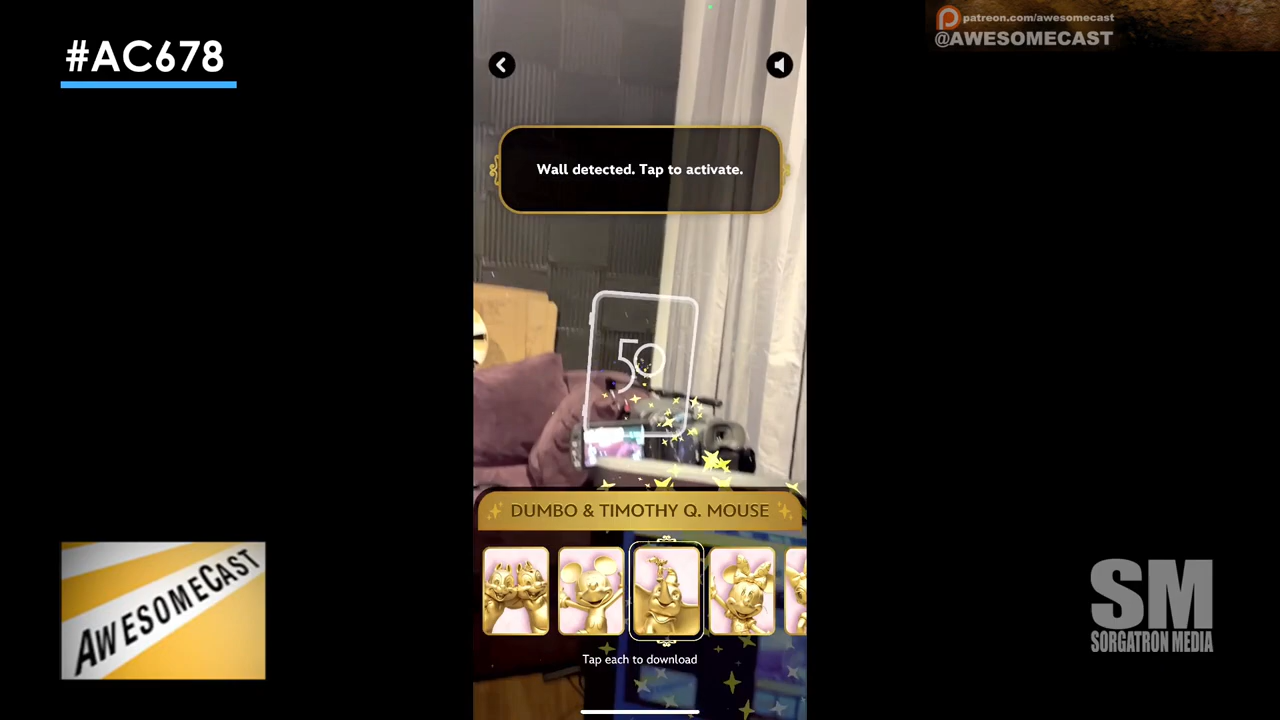 #AC678
patreon.com/awesomecast
@AWESOMECAST
Wall detected. Tap to activate.
50
DUMBO & TIMOTHY Q. MOUSE
Tap each to download
AWESOMECAST
SM
SORGATRON MEDIA